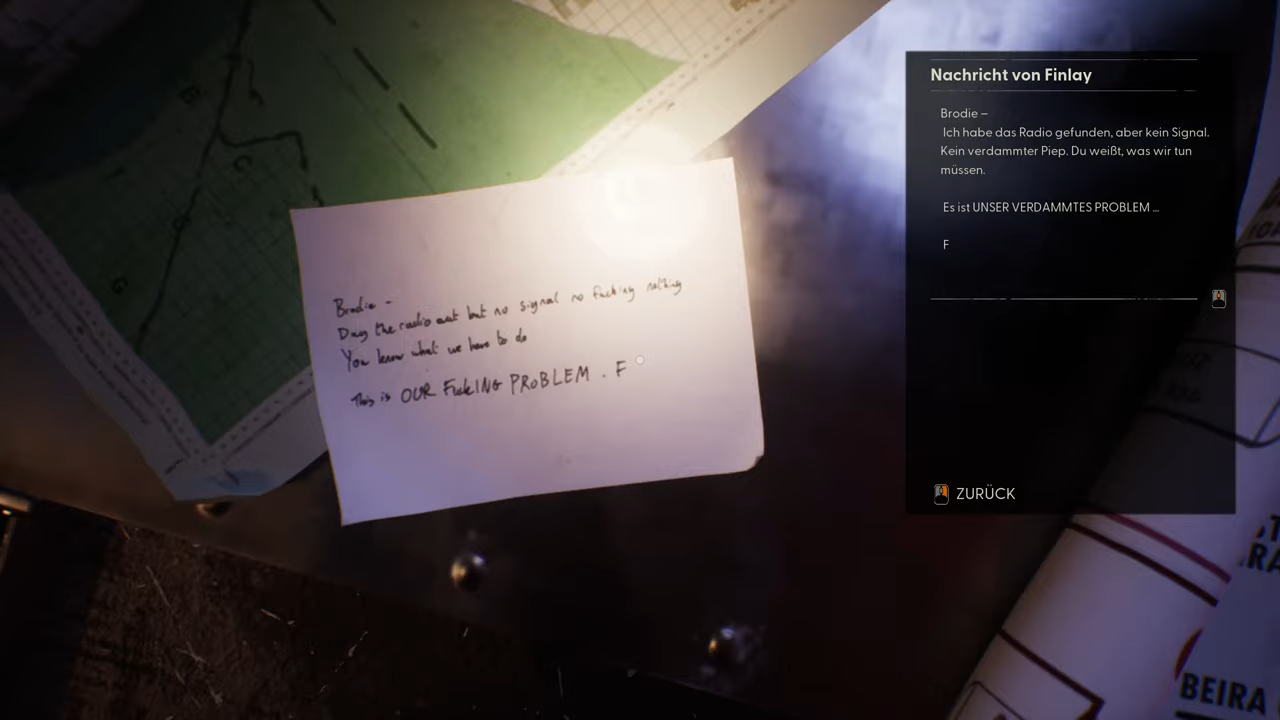 Nachricht von Finlay
Brodie –
Ich habe das Radio gefunden, aber kein Signal.
Kein verdammter Piep. Du weißt, was wir tun
müssen.
Es ist UNSER VERDAMMTES PROBLEM ...
F
ZURÜCK
Brodie -
Dug the radio out but no signal no fucking nothing
You know what we have to do
This is OUR FUcKING PRoBLEM . F
BEIRA